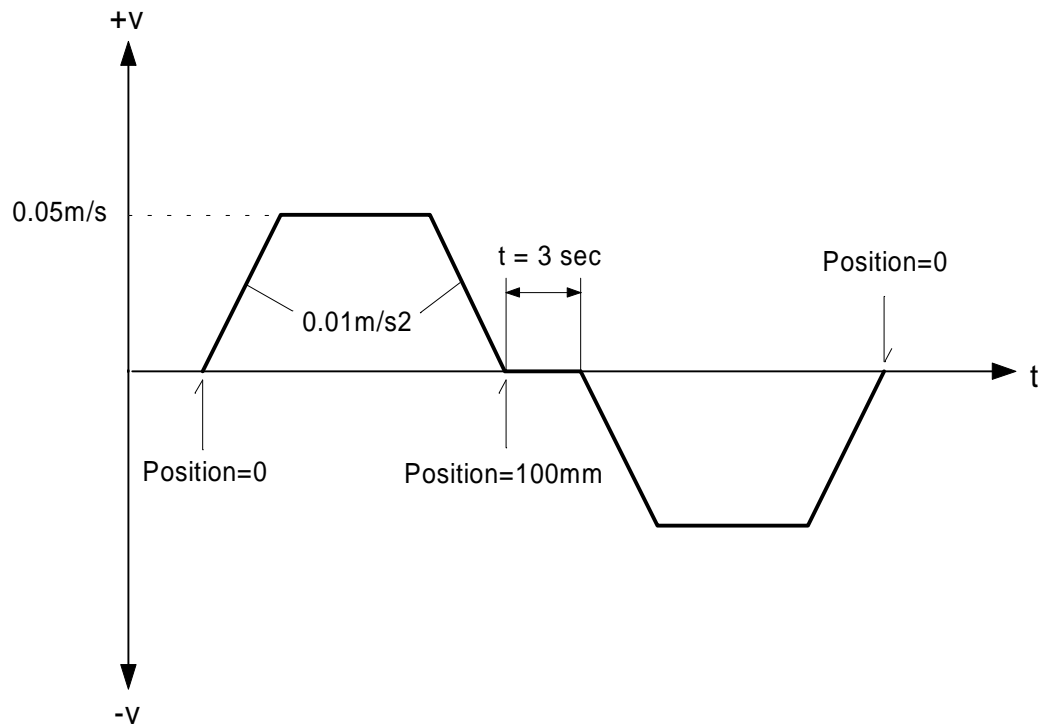 +v
0.05m/s
t = 3 sec
Position=0
0.01m/s2
t
Position=0
Position=100mm
-v